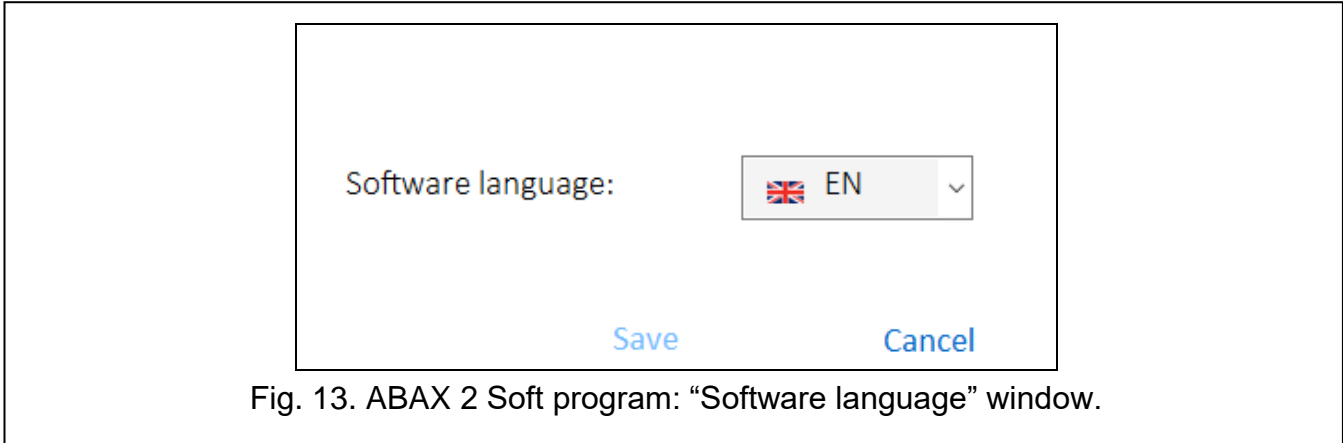 Software language:
EN
Save
Cancel
Fig. 13. ABAX 2 Soft program: “Software language” window.